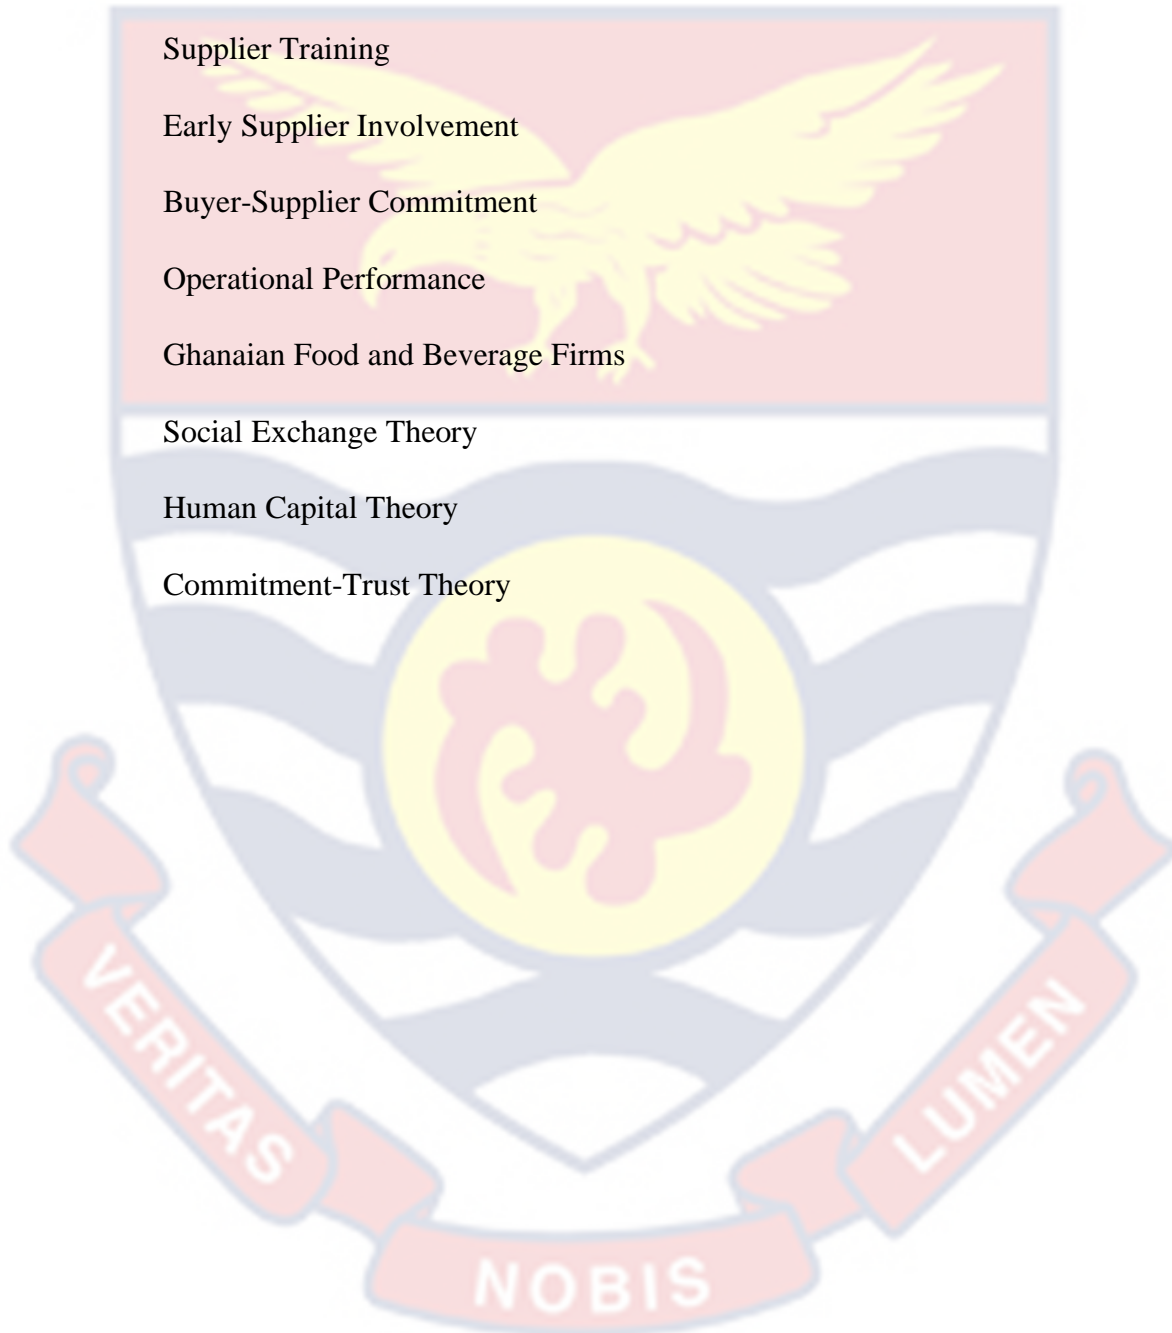 Supplier Training
Early Supplier Involvement
Buyer-Supplier Commitment
Operational Performance
Ghanaian Food and Beverage Firms
Social Exchange Theory
Human Capital Theory
Commitment-Trust Theory
VERITAS
NOBIS
LUMEN